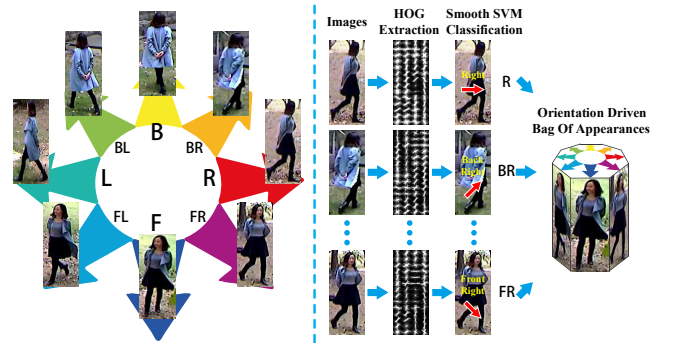 B
BL
BR
L
R
FL
FR
F
Images
HOG
Extraction
Smooth SVM
Classification
Right
R
Back
Right
BR
Front
Right
FR
Orientation Driven
Bag Of Appearances